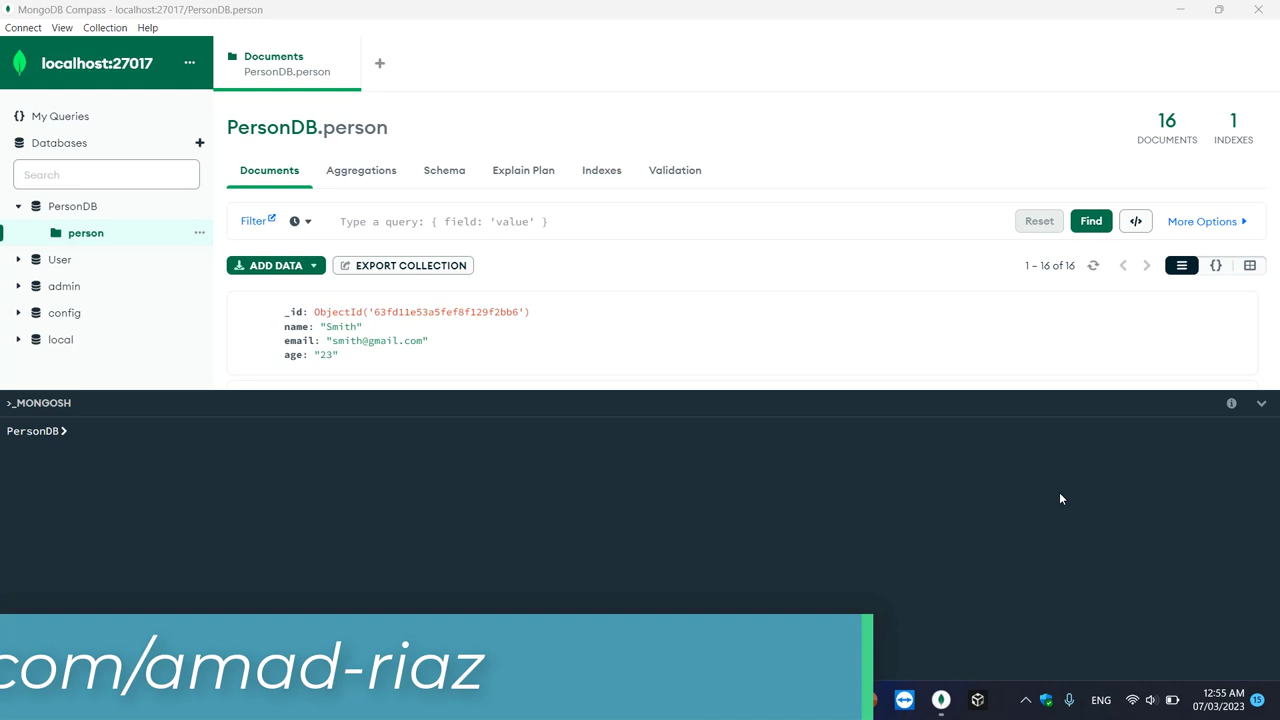 MongoDB Compass - localhost:27017/PersonDB.person
Connect View Collection Help
localhost:27017
Documents
PersonDB.person
My Queries
Databases
Search
PersonDB
person
User
admin
config
local
PersonDB.person
16
DOCUMENTS
1
INDEXES
Documents Aggregations Schema Explain Plan Indexes Validation
Filter
Type a query: { field: 'value' }
Reset
Find
</>
More Options
ADD DATA
EXPORT COLLECTION
1 – 16 of 16
{}
_id: ObjectId('63fd11e53a5fef8f129f2bb6')
name: "Smith"
email: "smith@gmail.com"
age: "23"
>_MONGOSH
PersonDB>
com/amad-riaz
ENG
12:55 AM
07/03/2023
15